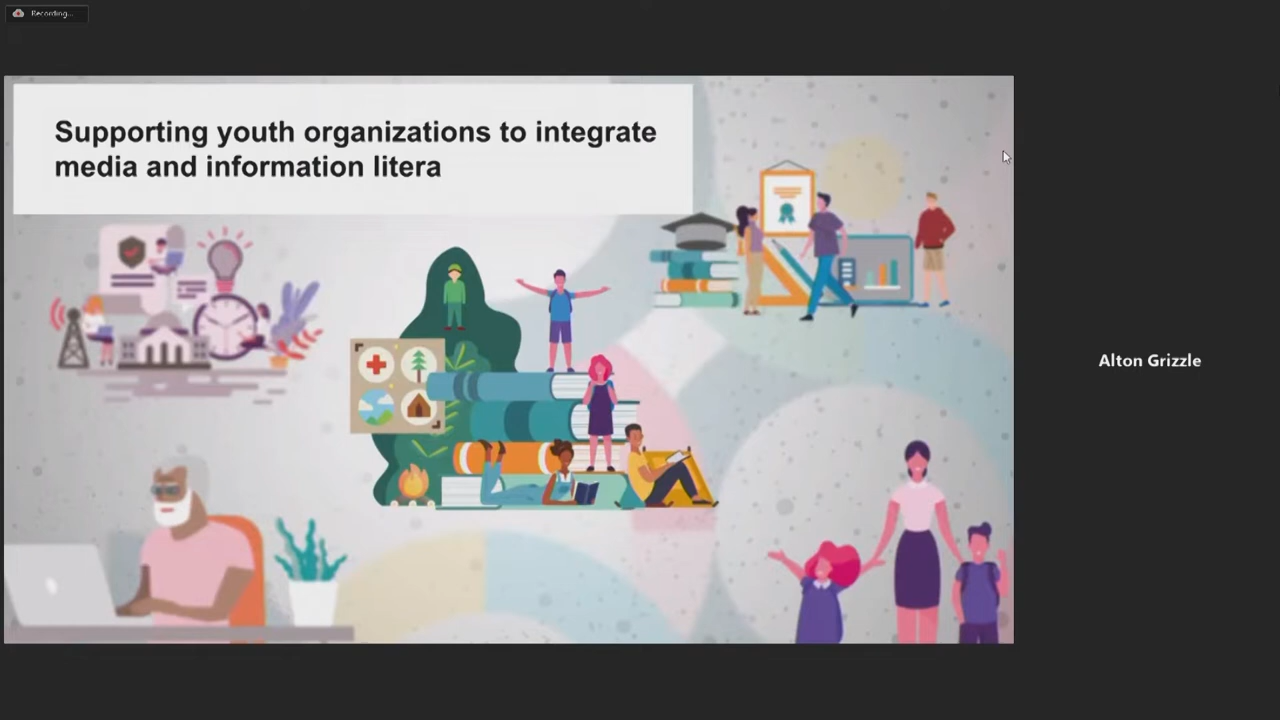 Recording...
Supporting youth organizations to integrate
media and information litera
Alton Grizzle